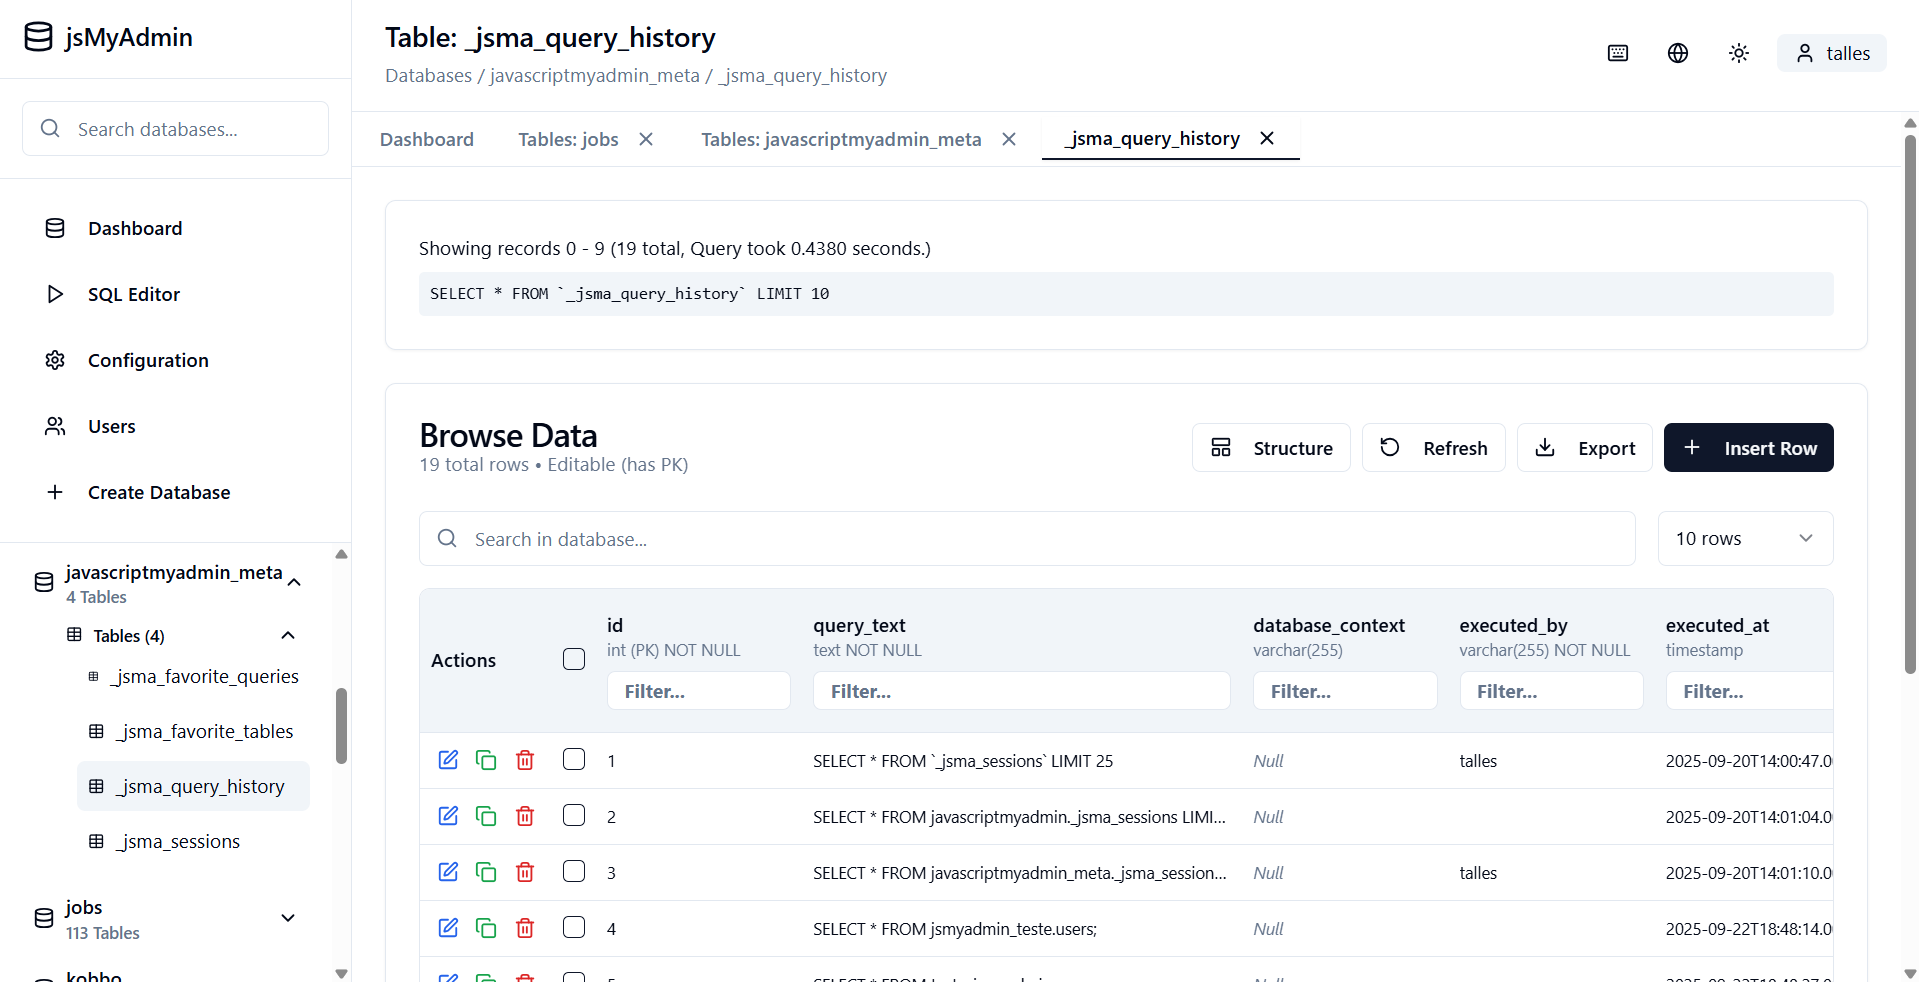 jsMyAdmin
Search databases...
Dashboard
SQL Editor
Configuration
Users
Create Database
javascriptmyadmin_meta
4 Tables
Tables (4)
_jsma_favorite_queries
_jsma_favorite_tables
_jsma_query_history
_jsma_sessions
jobs
113 Tables
kobbo
Table: _jsma_query_history
Databases / javascriptmyadmin_meta / _jsma_query_history
talles
Dashboard Tables: jobs Tables: javascriptmyadmin_meta _jsma_query_history
Showing records 0 - 9 (19 total, Query took 0.4380 seconds.)
SELECT * FROM `_jsma_query_history` LIMIT 10
Browse Data
19 total rows • Editable (has PK)
Structure Refresh Export Insert Row
Search in database...
10 rows
Actions id query_text database_context executed_by executed_at
int (PK) NOT NULL text NOT NULL varchar(255) varchar(255) NOT NULL timestamp
Filter... Filter... Filter... Filter... Filter...
1 SELECT * FROM `_jsma_sessions` LIMIT 25 Null talles 2025-09-20T14:00:47.0
2 SELECT * FROM javascriptmyadmin._jsma_sessions LIMI... Null 2025-09-20T14:01:04.0
3 SELECT * FROM javascriptmyadmin_meta._jsma_session... Null talles 2025-09-20T14:01:10.0
4 SELECT * FROM jsmyadmin_teste.users; Null 2025-09-22T18:48:14.0